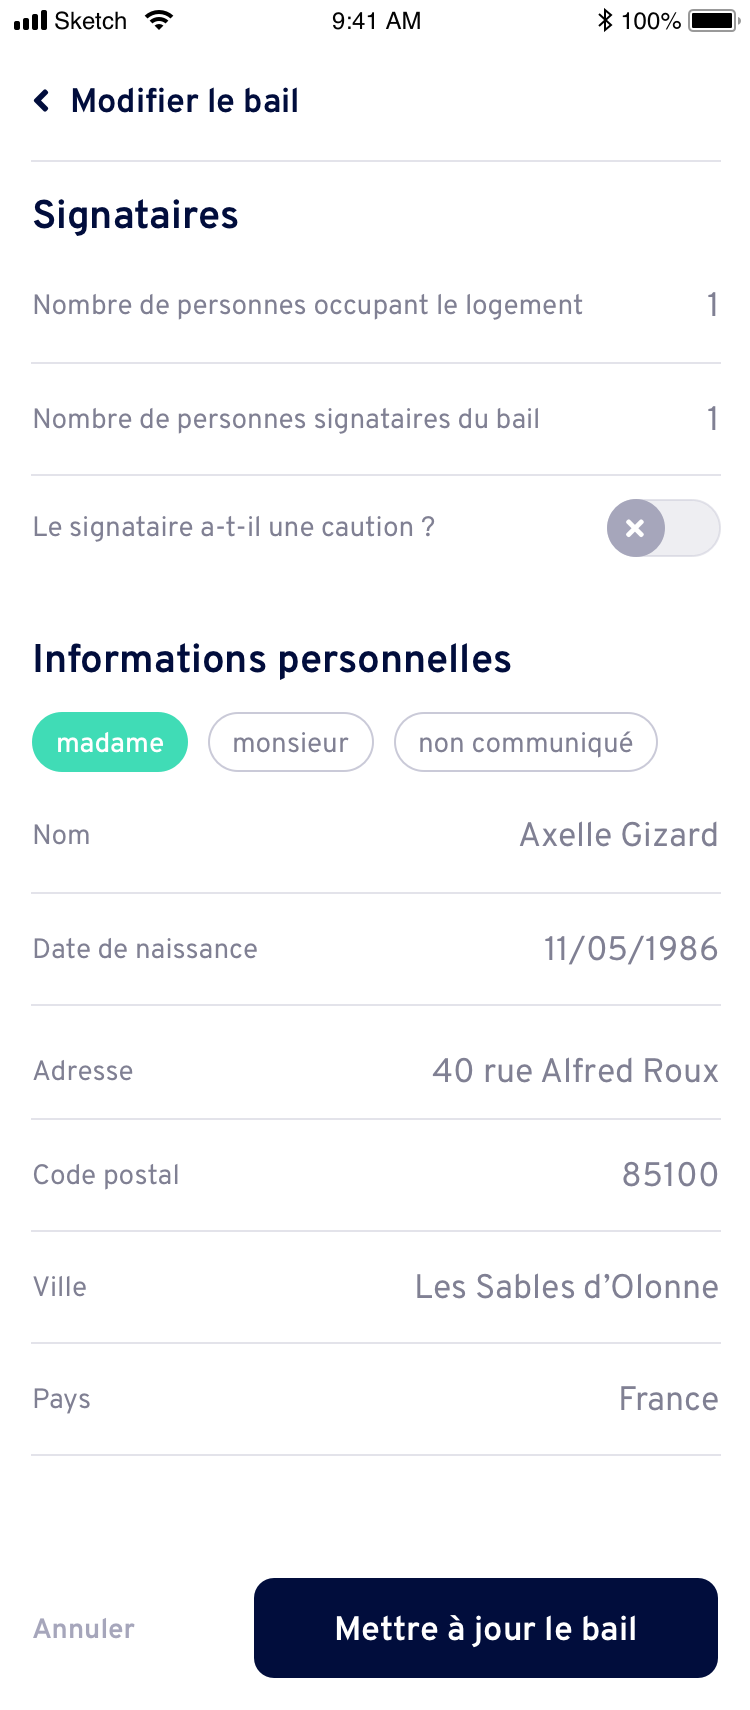 Sketch 9:41 AM 100%
Modifier le bail
Signataires
Nombre de personnes occupant le logement 1
Nombre de personnes signataires du bail 1
Le signataire a-t-il une caution ?
Informations personnelles
madame monsieur non communiqué
Nom Axelle Gizard
Date de naissance 11/05/1986
Adresse 40 rue Alfred Roux
Code postal 85100
Ville Les Sables d’Olonne
Pays France
Annuler Mettre à jour le bail